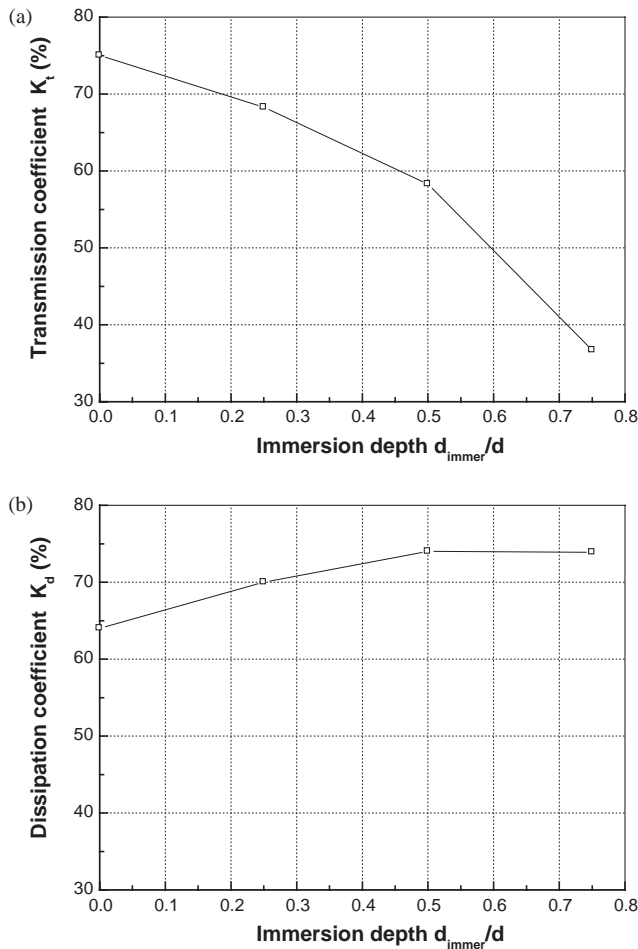 (a)
80
70
60
50
40
30
Transmission coefficient K_t (%)
0.0 0.1 0.2 0.3 0.4 0.5 0.6 0.7 0.8
Immersion depth d_immer/d
(b)
80
70
60
50
40
30
Dissipation coefficient K_d (%)
0.0 0.1 0.2 0.3 0.4 0.5 0.6 0.7 0.8
Immersion depth d_immer/d